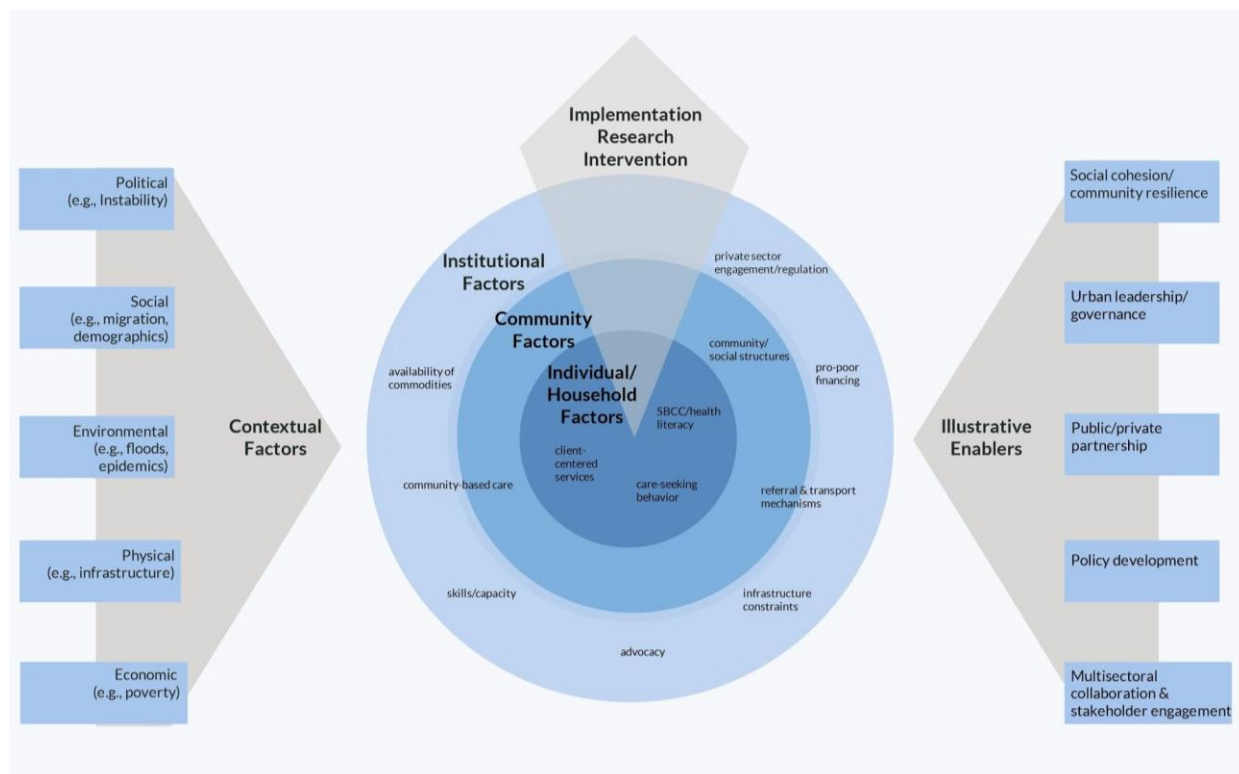 Implementation
Research
Intervention
Political
(e.g., Instability)
Social
(e.g., migration,
demographics)
Environmental
(e.g., floods,
epidemics)
Physical
(e.g., infrastructure)
Economic
(e.g., poverty)
Contextual
Factors
Institutional
Factors
Community
Factors
Individual/
Household
Factors
private sector
engagement/regulation
community/
social structures
pro-poor
financing
availability of
commodities
SBCC/health
literacy
client-
centered
services
care-seeking
behavior
community-based care
referral & transport
mechanisms
skills/capacity
infrastructure
constraints
advocacy
Illustrative
Enablers
Social cohesion/
community resilience
Urban leadership/
governance
Public/private
partnership
Policy development
Multisectoral
collaboration &
stakeholder engagement